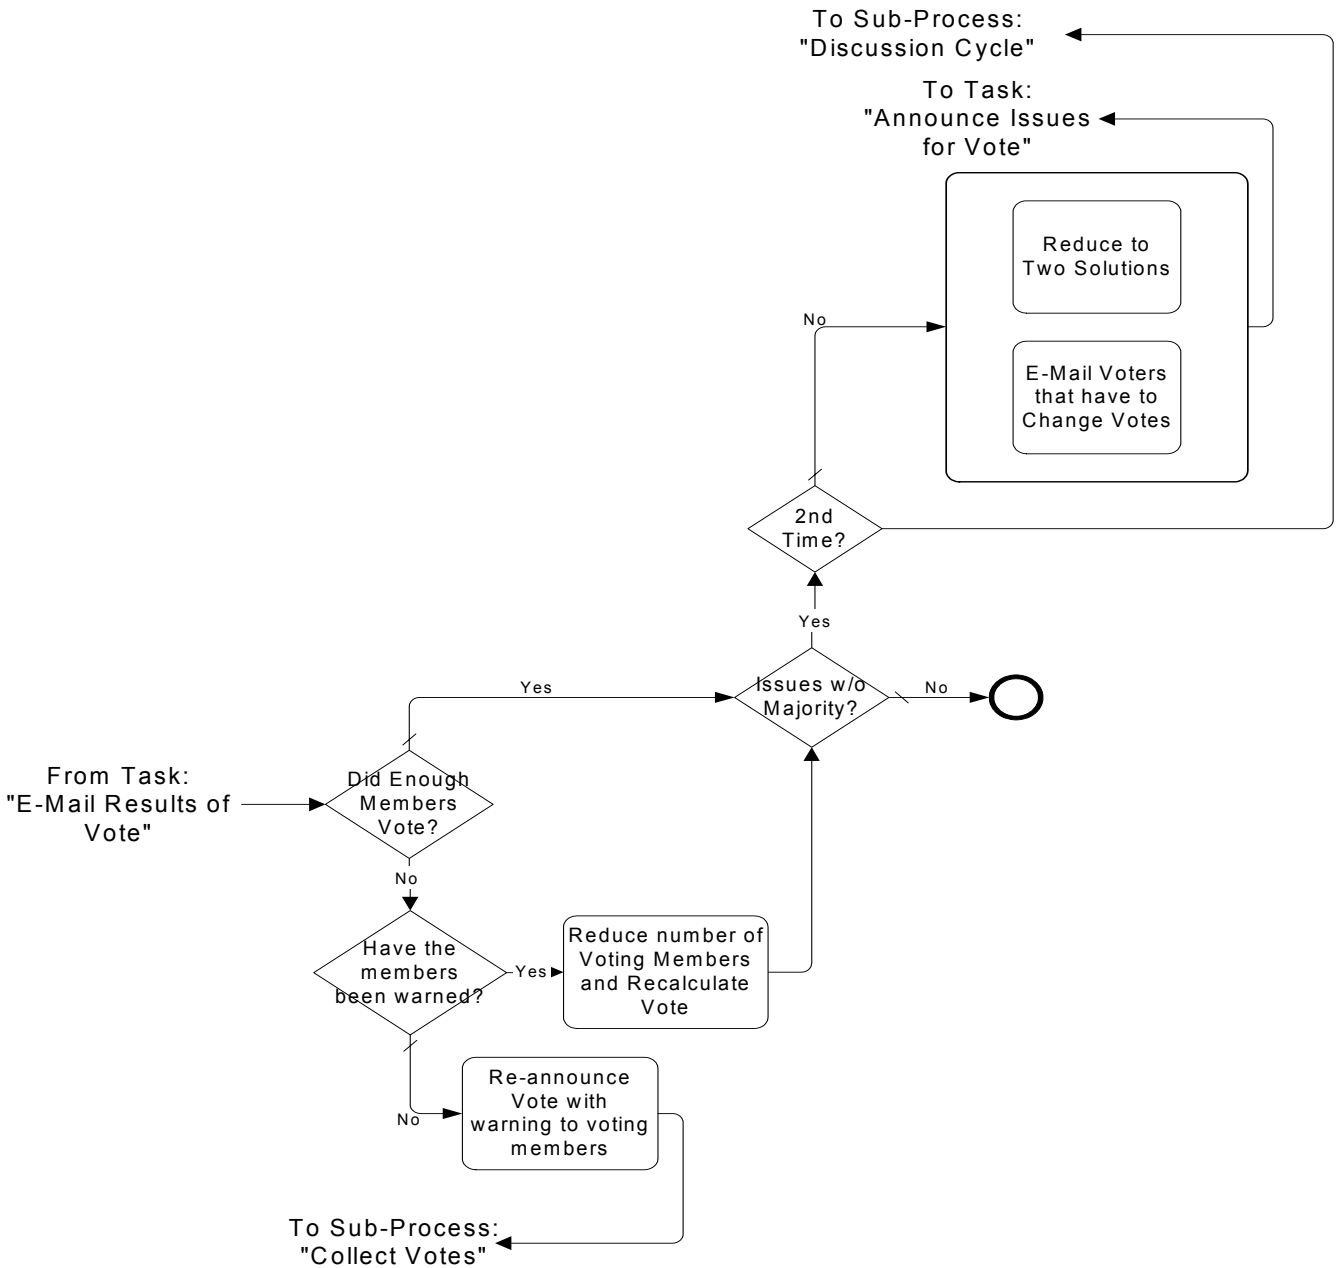 To Sub-Process:
"Discussion Cycle"
To Task:
"Announce Issues
for Vote"
Reduce to
Two Solutions
No
E-Mail Voters
that have to
Change Votes
2nd
Time?
Yes
Issues w/o
Majority?
Yes
No
From Task:
"E-Mail Results of
Vote"
Did Enough
Members
Vote?
No
Have the
members
been warned?
Yes
Reduce number of
Voting Members
and Recalculate
Vote
No
Re-announce
Vote with
warning to voting
members
To Sub-Process:
"Collect Votes"